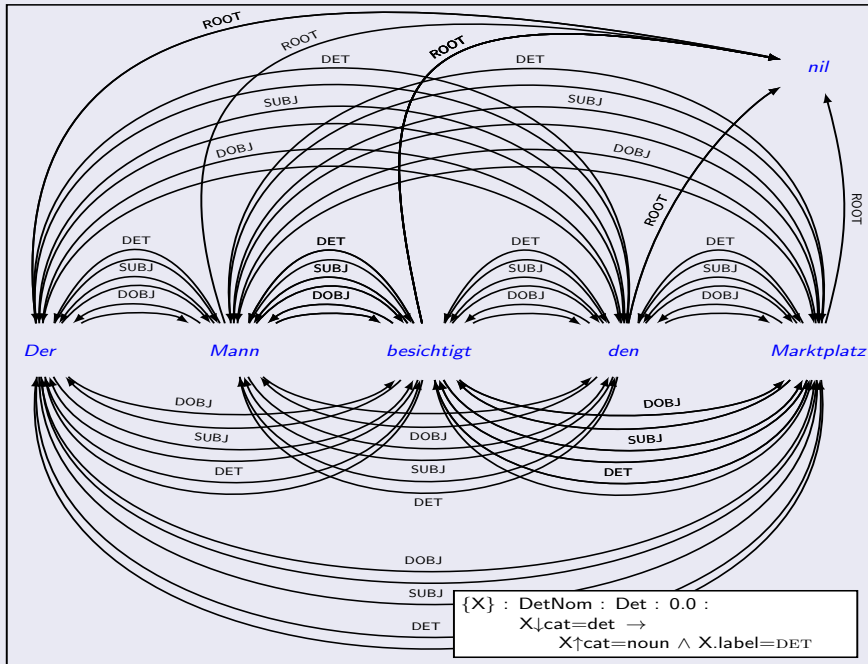 ROOT
ROOT
ROOT
DET
DET
nil
SUBJ
SUBJ
DOBJ
DOBJ
ROOT
ROOT
DET
DET
DET
DET
SUBJ
SUBJ
SUBJ
SUBJ
DOBJ
DOBJ
DOBJ
DOBJ
Der Mann besichtigt den Marktplatz
DOBJ
DOBJ
SUBJ
DOBJ
SUBJ
DET
SUBJ
DET
DET
DOBJ
SUBJ
DET
{X} : DetNom : Det : 0.0 :
X↓cat=det →
X↑cat=noun ∧ X.label=DET